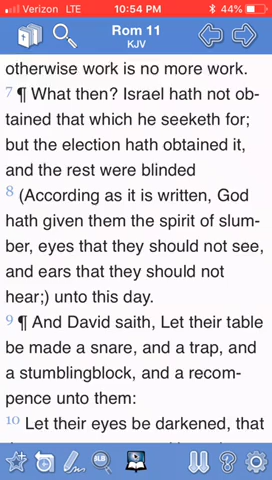 Verizon LTE 10:54 PM 44%
Rom 11
KJV
otherwise work is no more work.
7 ¶ What then? Israel hath not ob-
tained that which he seeketh for;
but the election hath obtained it,
and the rest were blinded
8 (According as it is written, God
hath given them the spirit of slum-
ber, eyes that they should not see,
and ears that they should not
hear;) unto this day.
9 ¶ And David saith, Let their table
be made a snare, and a trap, and
a stumblingblock, and a recom-
pence unto them:
10 Let their eyes be darkened, that
BLB